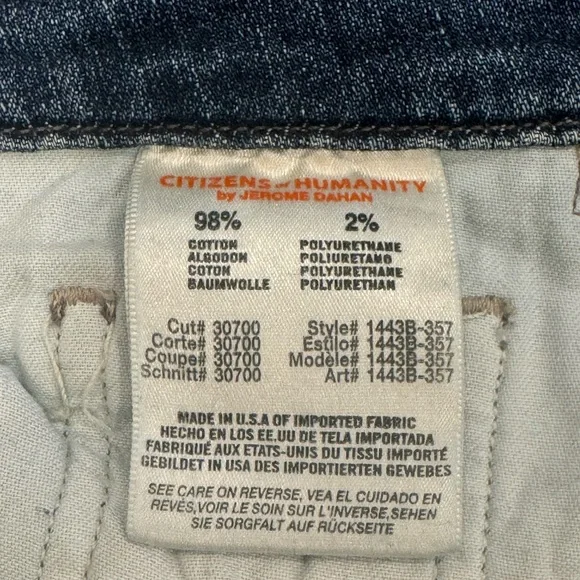 CITIZENS of HUMANITY
by JEROME DAHAN
98% 2%
COTTON POLYURETHANE
ALGODON POLIURETANO
COTON POLYURETHANE
BAUMWOLLE POLYURETHAN
Cut# 30700 Style# 1443B-357
Corte# 30700 Estilo# 1443B-357
Coupe# 30700 Modèle# 1443B-357
Schnitt# 30700 Art# 1443B-357
MADE IN U.S.A OF IMPORTED FABRIC
HECHO EN LOS EE.UU DE TELA IMPORTADA
FABRIQUÉ AUX ETATS-UNIS DU TISSU IMPORTÉ
GEBILDET IN USA DES IMPORTIERTEN GEWEBES
SEE CARE ON REVERSE, VEA EL CUIDADO EN
REVÉS,VOIR LE SOIN SUR L'INVERSE,SEHEN
SIE SORGFALT AUF RÜCKSEITE